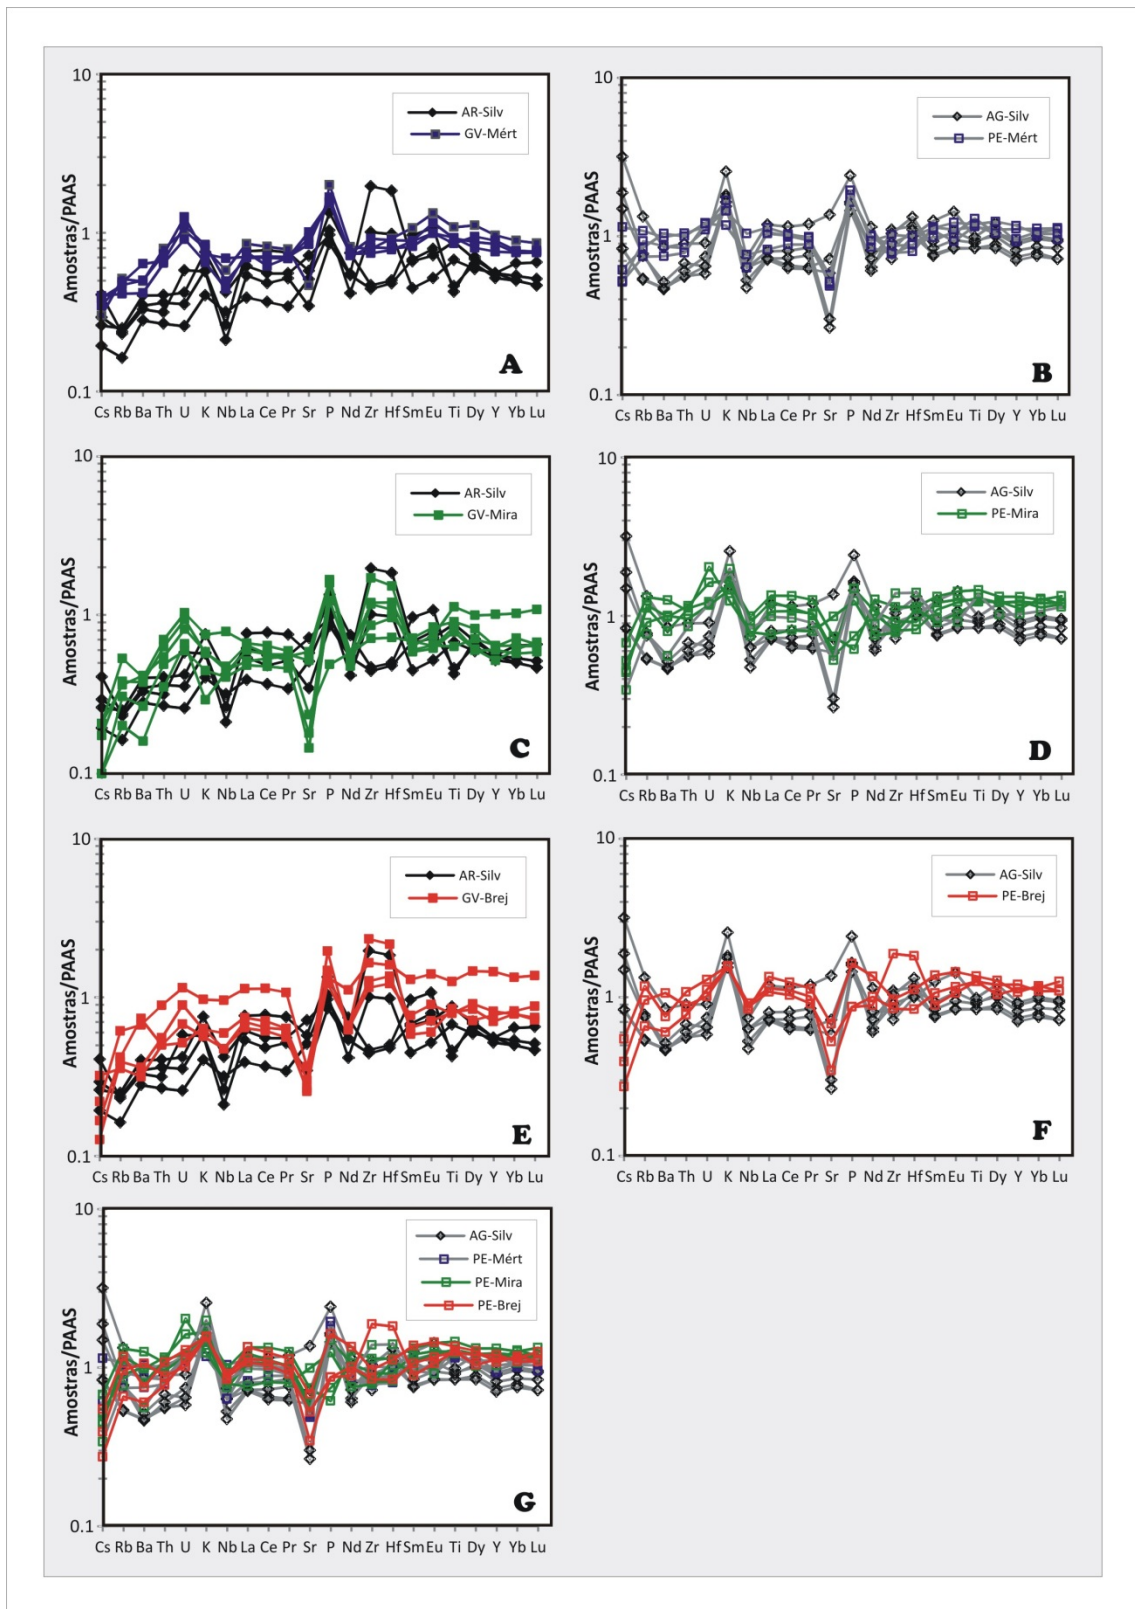 10
1
0.1
Amostras/PAAS
AR-Silv
GV-Mért
A
Cs Rb Ba Th U K Nb La Ce Pr Sr P Nd Zr Hf Sm Eu Ti Dy Y Yb Lu
10
1
0.1
Amostras/PAAS
AG-Silv
PE-Mért
B
Cs Rb Ba Th U K Nb La Ce Pr Sr P Nd Zr Hf Sm Eu Ti Dy Y Yb Lu
10
1
0.1
Amostras/PAAS
AR-Silv
GV-Mira
C
Cs Rb Ba Th U K Nb La Ce Pr Sr P Nd Zr Hf Sm Eu Ti Dy Y Yb Lu
10
1
0.1
Amostras/PAAS
AG-Silv
PE-Mira
D
Cs Rb Ba Th U K Nb La Ce Pr Sr P Nd Zr Hf Sm Eu Ti Dy Y Yb Lu
10
1
0.1
Amostras/PAAS
AR-Silv
GV-Brej
E
Cs Rb Ba Th U K Nb La Ce Pr Sr P Nd Zr Hf Sm Eu Ti Dy Y Yb Lu
10
1
0.1
Amostras/PAAS
AG-Silv
PE-Brej
F
Cs Rb Ba Th U K Nb La Ce Pr Sr P Nd Zr Hf Sm Eu Ti Dy Y Yb Lu
10
1
0.1
Amostras/PAAS
AG-Silv
PE-Mért
PE-Mira
PE-Brej
G
Cs Rb Ba Th U K Nb La Ce Pr Sr P Nd Zr Hf Sm Eu Ti Dy Y Yb Lu